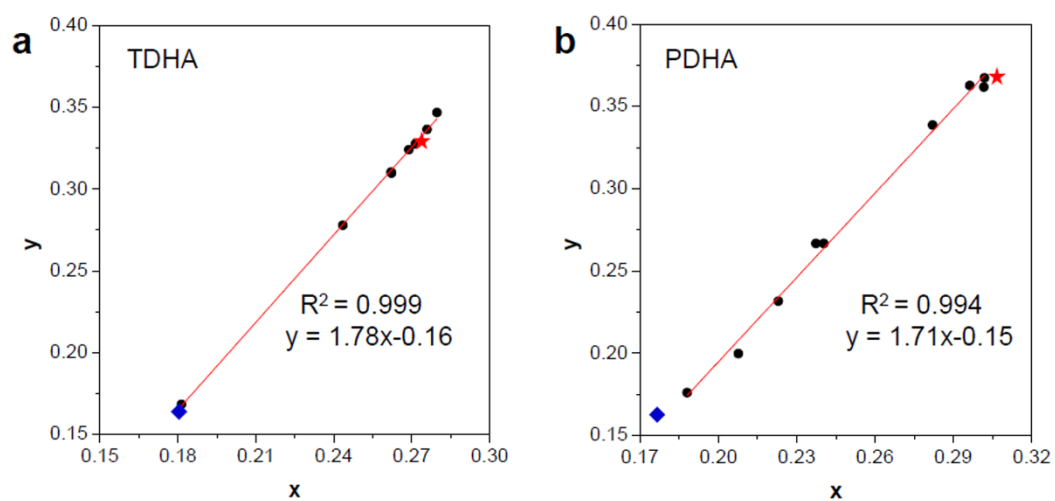 a
TDHA
0.40
0.35
0.30
0.25
0.20
0.15
y
R² = 0.999
y = 1.78x-0.16
0.15
0.18
0.21
0.24
0.27
0.30
x
b
PDHA
0.40
0.35
0.30
0.25
0.20
0.15
y
R² = 0.994
y = 1.71x-0.15
0.17
0.20
0.23
0.26
0.29
0.32
x